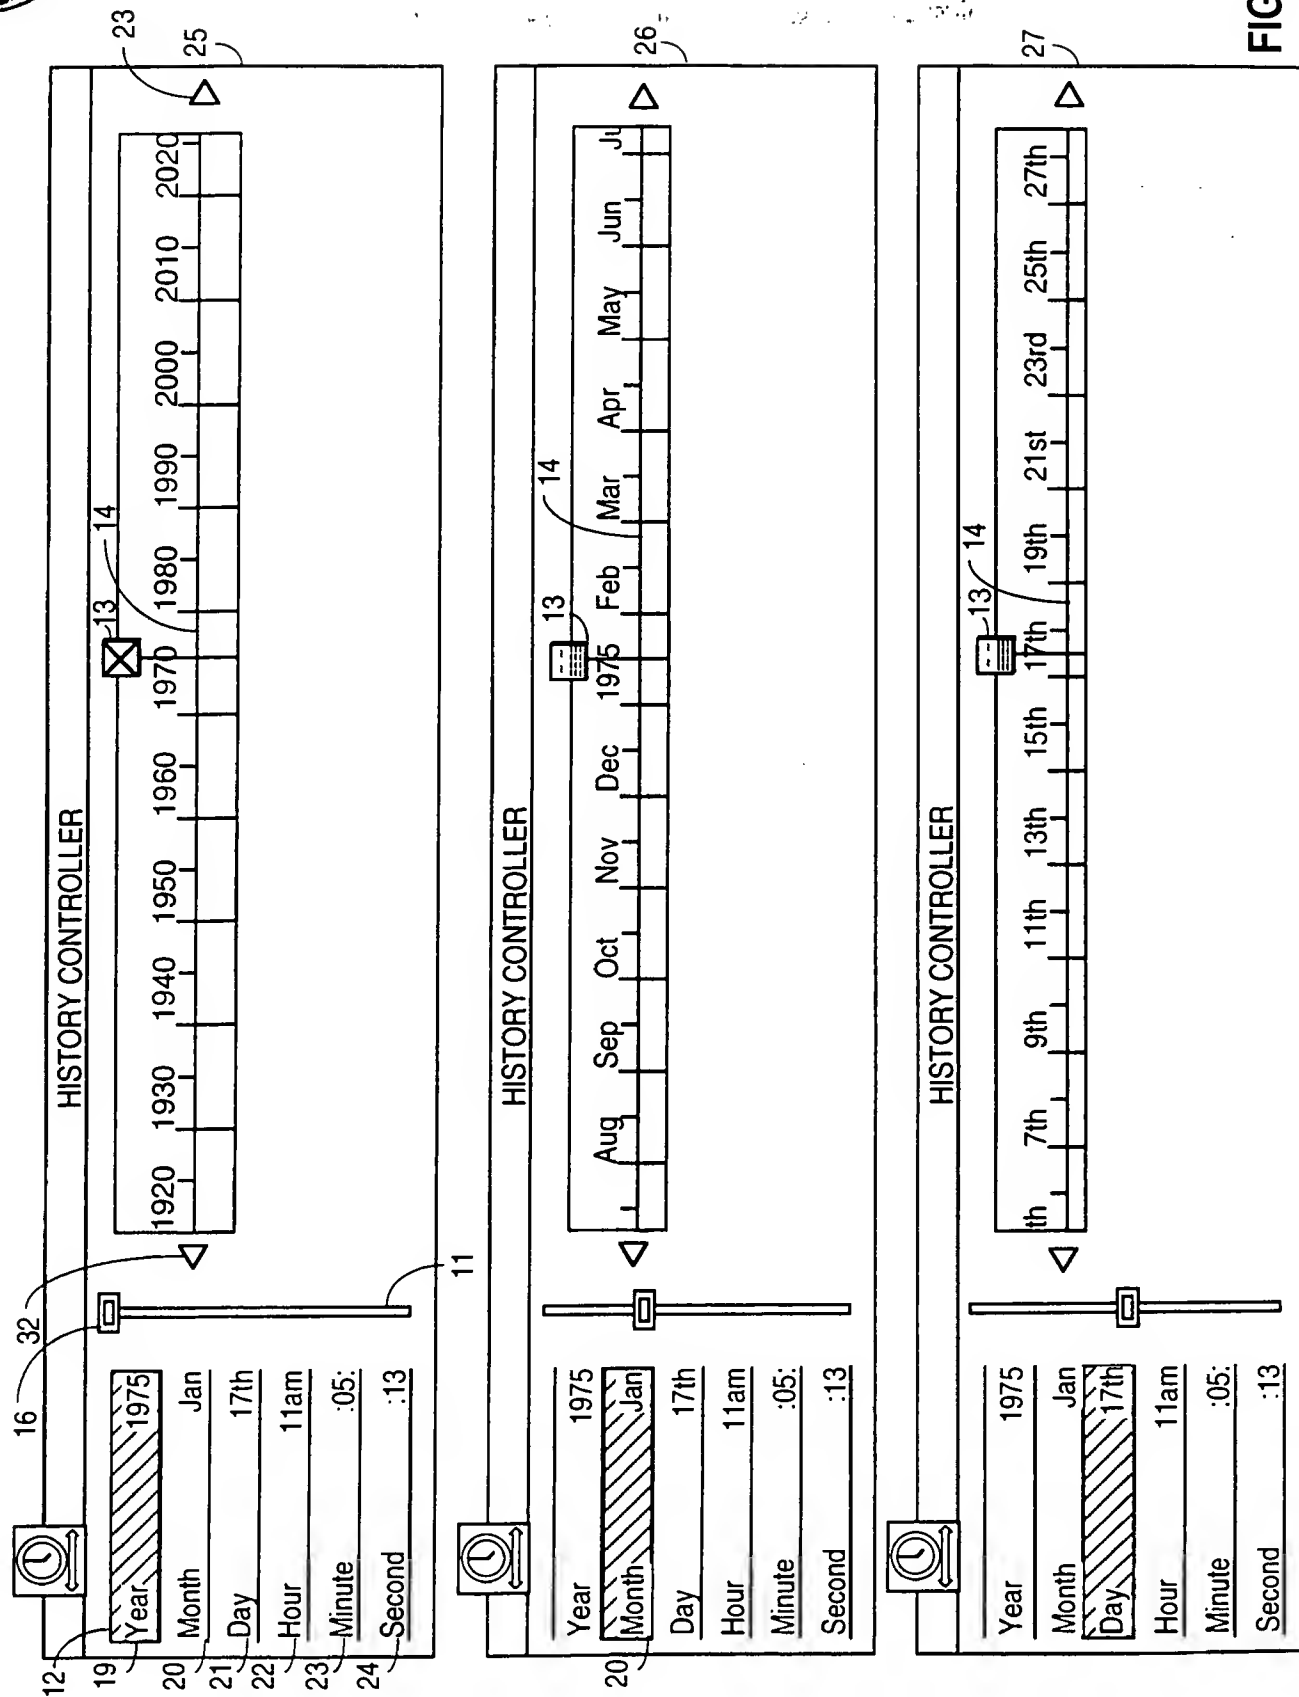 23
25
HISTORY CONTROLLER
16
32
12
19
20
21
22
23
24
Year 1975
Month Jan
Day 17th
Hour 11am
Minute :05:
Second :13
11
13
14
1920 1930 1940 1950 1960 1970 1980 1990 2000 2010 2020
26
HISTORY CONTROLLER
20
Year 1975
Month Jan
Day 17th
Hour 11am
Minute :05:
Second :13
13
14
Aug Sep Oct Nov Dec 1975 Feb Mar Apr May Jun Ju
27
HISTORY CONTROLLER
Year 1975
Month Jan
Day 17th
Hour 11am
Minute :05:
Second :13
13
14
th 7th 9th 11th 13th 15th 17th 19th 21st 23rd 25th 27th
FIG